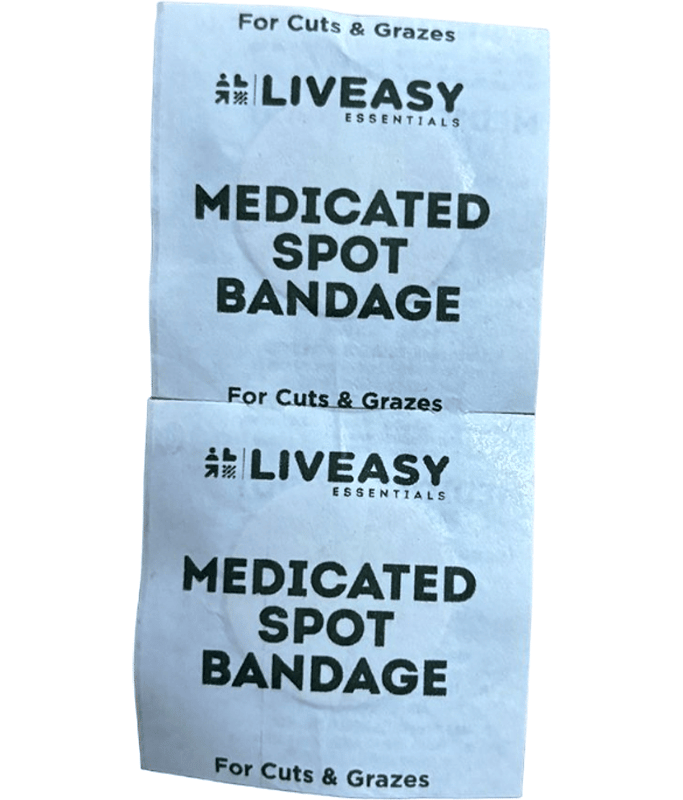 For Cuts & Grazes
LIVEASY
ESSENTIALS
MEDICATED
SPOT
BANDAGE
For Cuts & Grazes
LIVEASY
ESSENTIALS
MEDICATED
SPOT
BANDAGE
For Cuts & Grazes